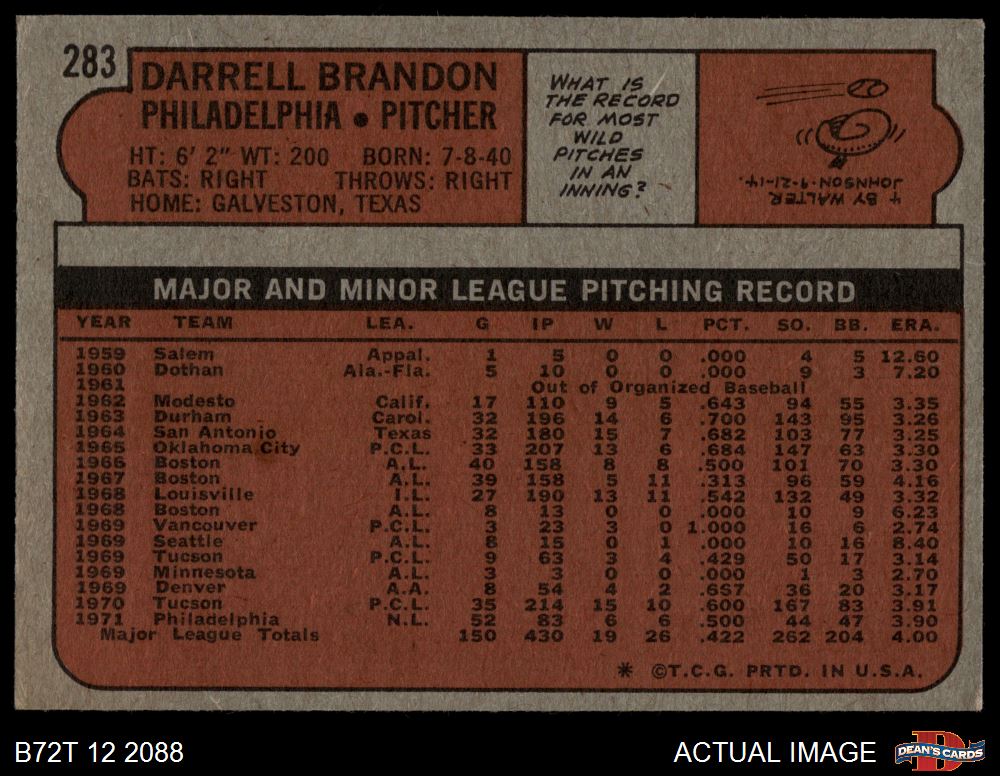 283
DARRELL BRANDON
PHILADELPHIA • PITCHER
HT: 6' 2" WT: 200 BORN: 7-8-40
BATS: RIGHT THROWS: RIGHT
HOME: GALVESTON, TEXAS
WHAT IS
THE RECORD
FOR MOST
WILD
PITCHES
IN AN
INNING?
4 BY WALTER
JOHNSON-9-21-14.
MAJOR AND MINOR LEAGUE PITCHING RECORD
YEAR TEAM LEA. G IP W L PCT. SO. BB. ERA.
1959 Salem Appal. 1 5 0 0 .000 4 5 12.60
1960 Dothan Ala.-Fla. 5 10 0 0 .000 9 3 7.20
1961 Out of Organized Baseball
1962 Modesto Calif. 17 110 9 5 .643 94 55 3.35
1963 Durham Carol. 32 196 14 6 .700 143 95 3.26
1964 San Antonio Texas 32 180 15 7 .682 103 77 3.25
1965 Oklahoma City P.C.L. 33 207 13 6 .684 147 63 3.30
1966 Boston A.L. 40 158 8 8 .500 101 70 3.30
1967 Boston A.L. 39 158 5 11 .313 96 59 4.16
1968 Louisville I.L. 27 190 13 11 .542 132 49 3.32
1968 Boston A.L. 8 13 0 0 .000 10 9 6.23
1969 Vancouver P.C.L. 3 23 3 0 1.000 16 6 2.74
1969 Seattle A.L. 8 15 0 1 .000 10 16 8.40
1969 Tucson P.C.L. 9 63 3 4 .429 50 17 3.14
1969 Minnesota A.L. 3 3 0 0 .000 1 3 2.70
1969 Denver A.A. 8 54 4 2 .667 36 20 3.17
1970 Tucson P.C.L. 35 214 15 10 .600 167 83 3.91
1971 Philadelphia N.L. 52 83 6 6 .500 44 47 3.90
Major League Totals 150 430 19 26 .422 262 204 4.00
* ©T.C.G. PRTD. IN U.S.A.
B72T 12 2088
ACTUAL IMAGE
DEAN'S CARDS